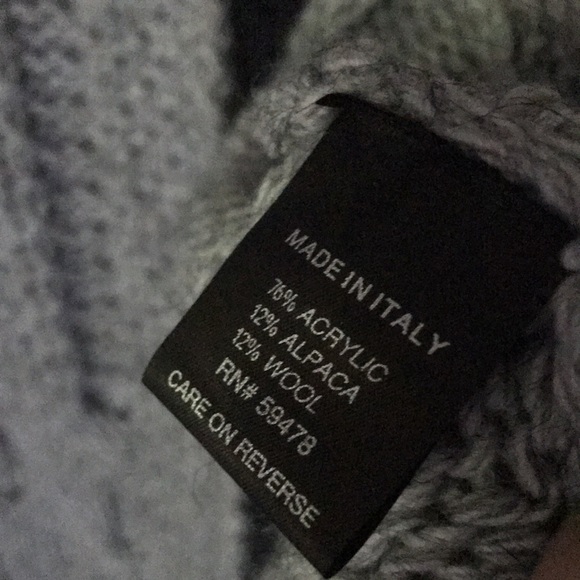 MADE IN ITALY
76% ACRYLIC
12% ALPACA
12% WOOL
RN# 59478
CARE ON REVERSE